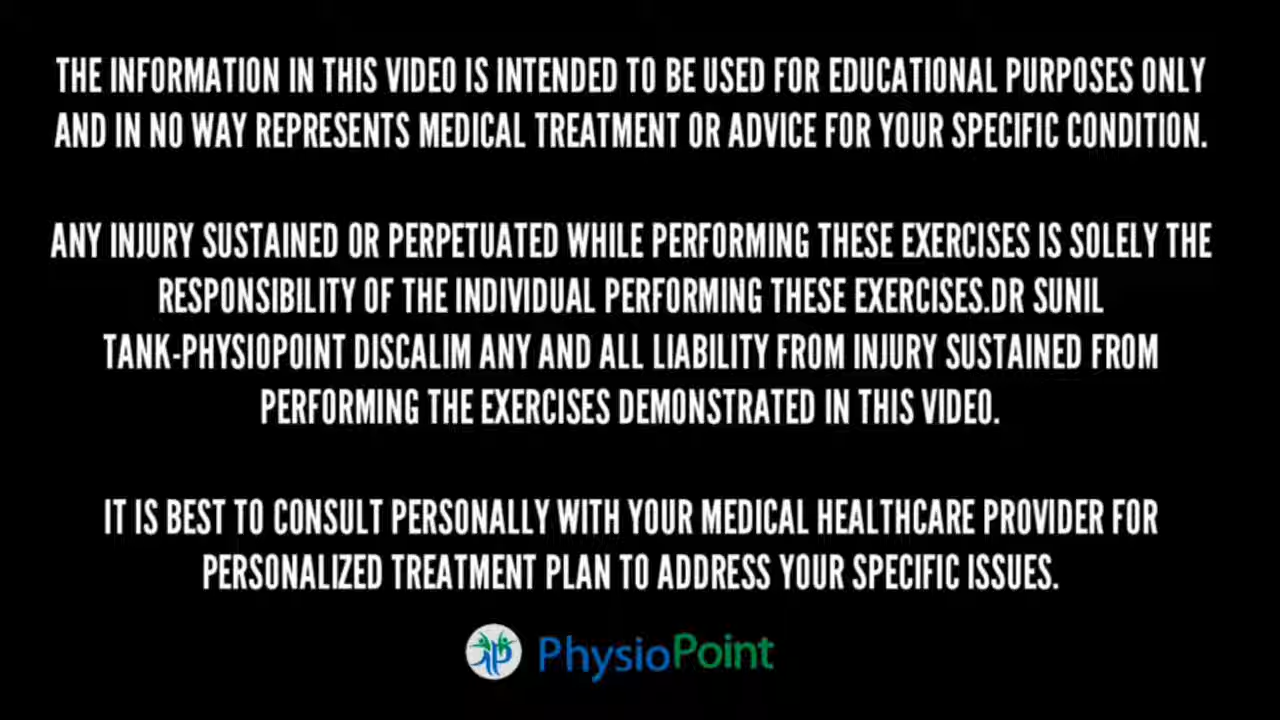 THE INFORMATION IN THIS VIDEO IS INTENDED TO BE USED FOR EDUCATIONAL PURPOSES ONLY
AND IN NO WAY REPRESENTS MEDICAL TREATMENT OR ADVICE FOR YOUR SPECIFIC CONDITION.
ANY INJURY SUSTAINED OR PERPETUATED WHILE PERFORMING THESE EXERCISES IS SOLELY THE
RESPONSIBILITY OF THE INDIVIDUAL PERFORMING THESE EXERCISES.DR SUNIL
TANK-PHYSIOPOINT DISCALIM ANY AND ALL LIABILITY FROM INJURY SUSTAINED FROM
PERFORMING THE EXERCISES DEMONSTRATED IN THIS VIDEO.
IT IS BEST TO CONSULT PERSONALLY WITH YOUR MEDICAL HEALTHCARE PROVIDER FOR
PERSONALIZED TREATMENT PLAN TO ADDRESS YOUR SPECIFIC ISSUES.
PhysioPoint